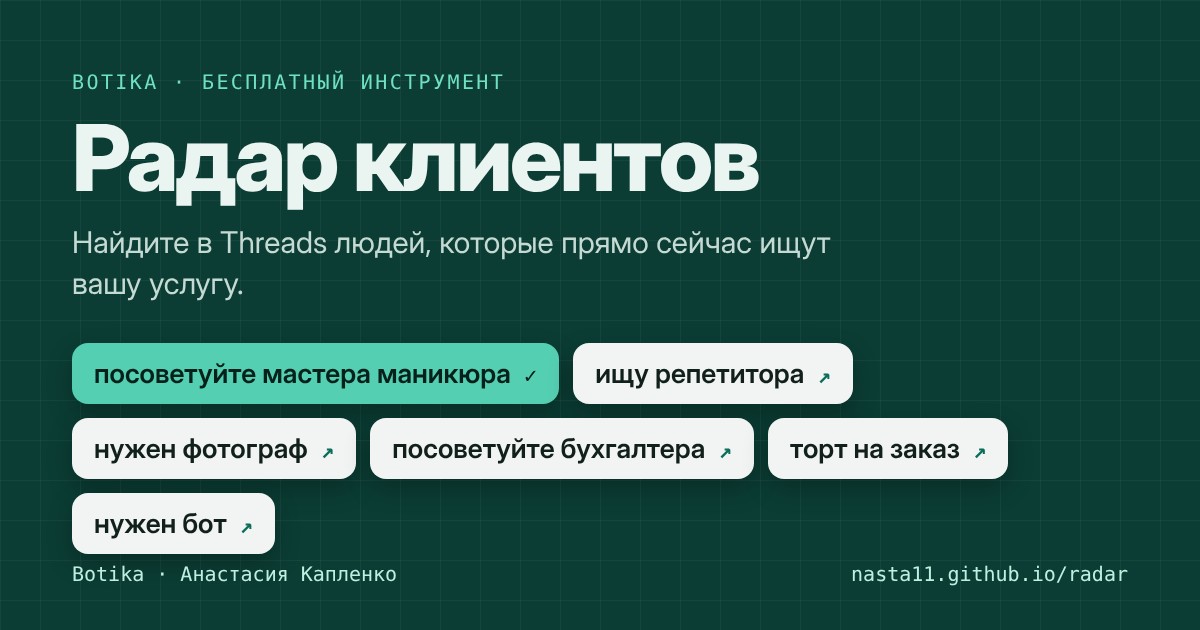 BOTIKA · БЕСПЛАТНЫЙ ИНСТРУМЕНТ
Радар клиентов
Найдите в Threads людей, которые прямо сейчас ищут
вашу услугу.
посоветуйте мастера маникюра ✓ ищу репетитора ↗
нужен фотограф ↗ посоветуйте бухгалтера ↗ торт на заказ ↗
нужен бот ↗
Botika · Анастасия Капленко nasta11.github.io/radar